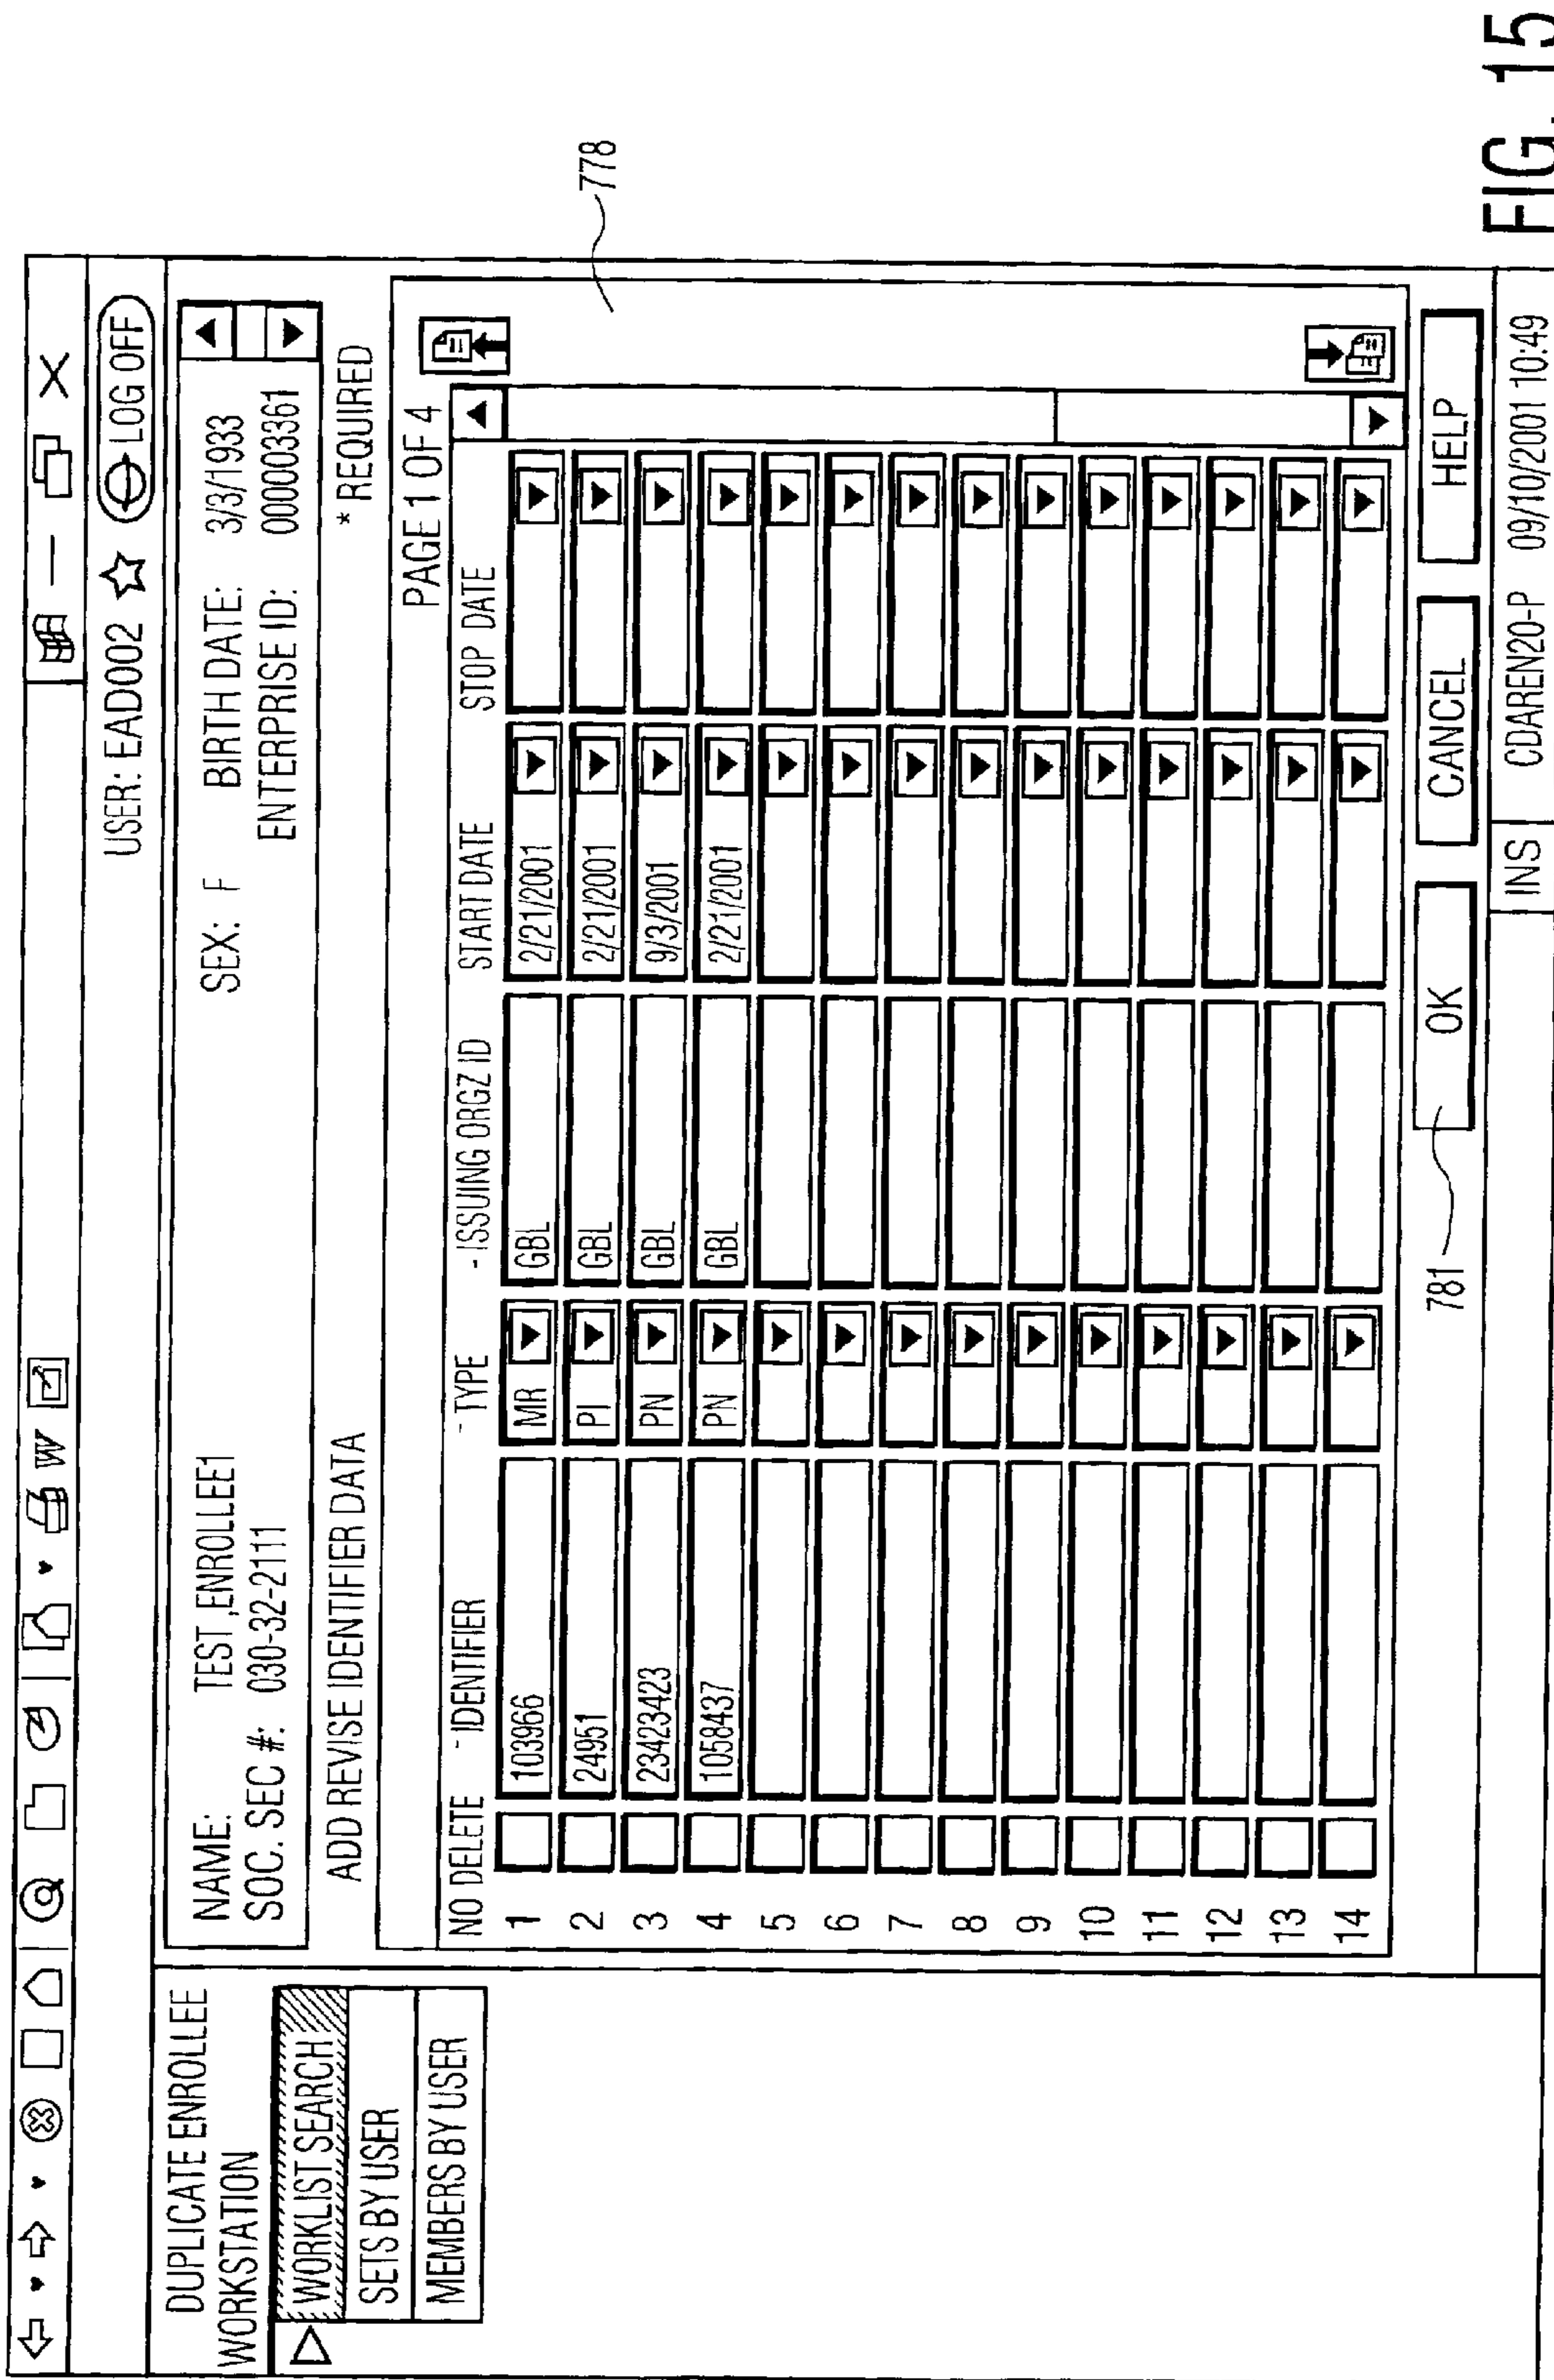 USER: EAD002 LOG OFF
DUPLICATE ENROLLEE
WORKSTATION
WORKLIST SEARCH
SETS BY USER
MEMBERS BY USER
NAME: TEST ,ENROLLEE1 SEX: F BIRTH DATE: 3/3/1933
SOC. SEC #: 030-32-2111 ENTERPRISE ID: 000003361
ADD REVISE IDENTIFIER DATA * REQUIRED
PAGE 1 OF 4
NO DELETE - IDENTIFIER - TYPE - ISSUING ORGZ ID START DATE STOP DATE
1 103966 MR GBL 2/21/2001
2 24951 PI GBL 2/21/2001
3 23423423 PN GBL 9/3/2001
4 1058437 PN GBL 2/21/2001
5
6
7
8
9
10
11
12
13
14
778
781 OK CANCEL HELP
INS CDAREN20-P 09/10/2001 10:49
FIG. 15